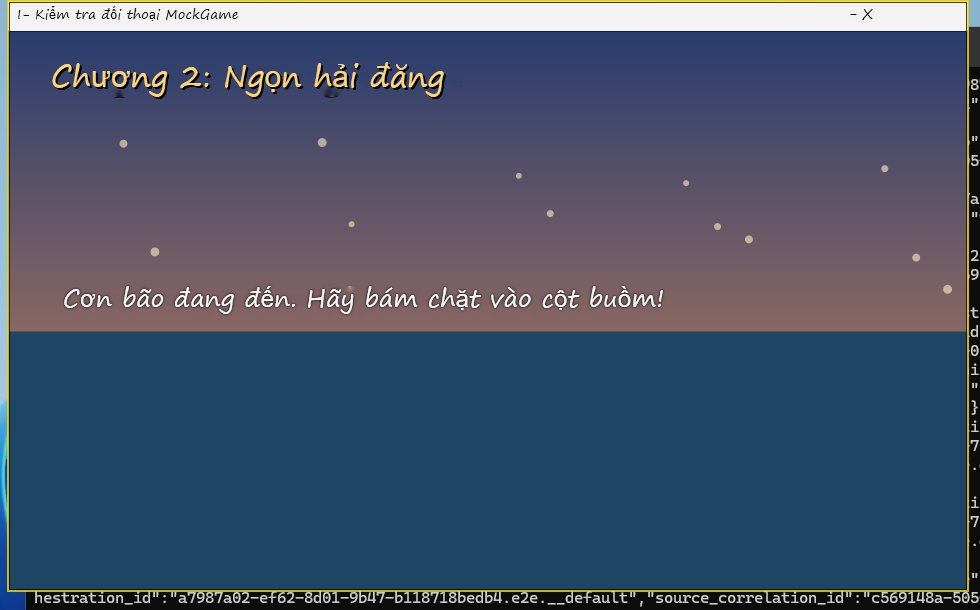 I- Kiểm tra đối thoại MockGame - X
Chương 2: Ngọn hải đăng
Cơn bão đang đến. Hãy bám chặt vào cột buồm!
hestration_id":"a7987a02-ef62-8d01-9b47-b118718bedb4.e2e.__default","source_correlation_id":"c569148a-505